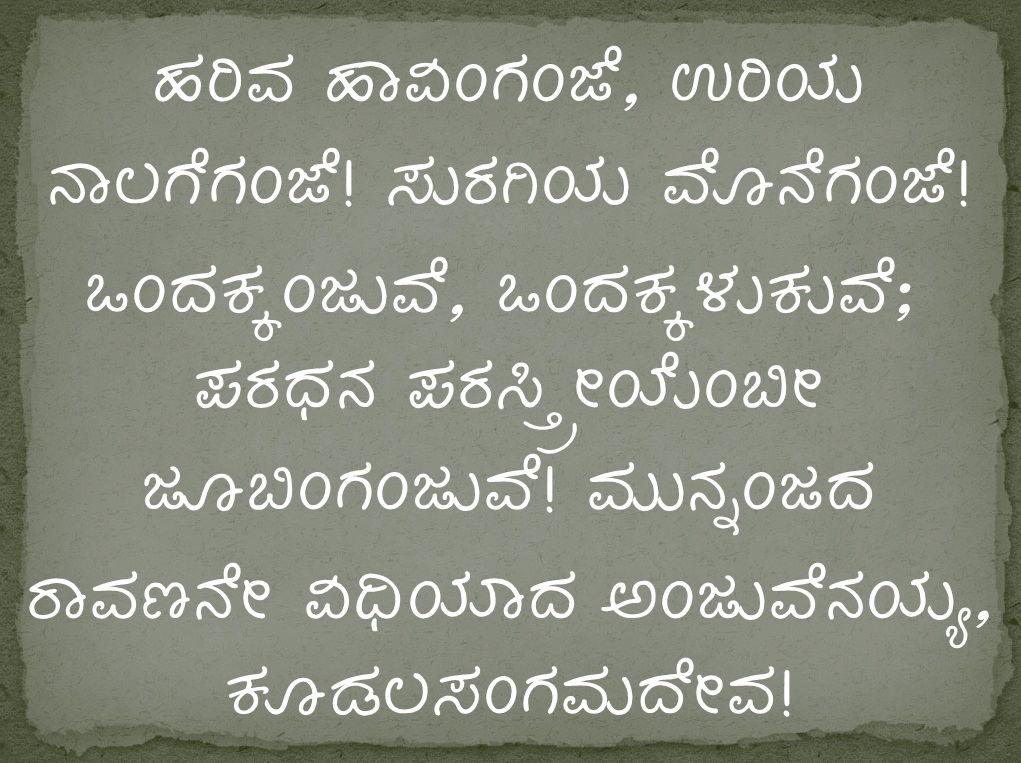 ಹರಿವ ಹಾವಿಂಗಂಜೆ, ಉರಿಯ
ನಾಲಗೆಗಂಜೆ! ಸುರಗಿಯ ಮೊನೆಗಂಜೆ!
ಒಂದಕ್ಕಂಜುವೆ, ಒಂದಕ್ಕಳುಕುವೆ;
ಪರಧನ ಪರಸ್ತ್ರೀಯೆಂಬೀ
ಜೂಬಿಂಗಂಜುವೆ! ಮುನ್ನಂಜದ
ರಾವಣನೇ ವಿಧಿಯಾದ ಅಂಜುವೆನಯ್ಯ,
ಕೂಡಲಸಂಗಮದೇವ!